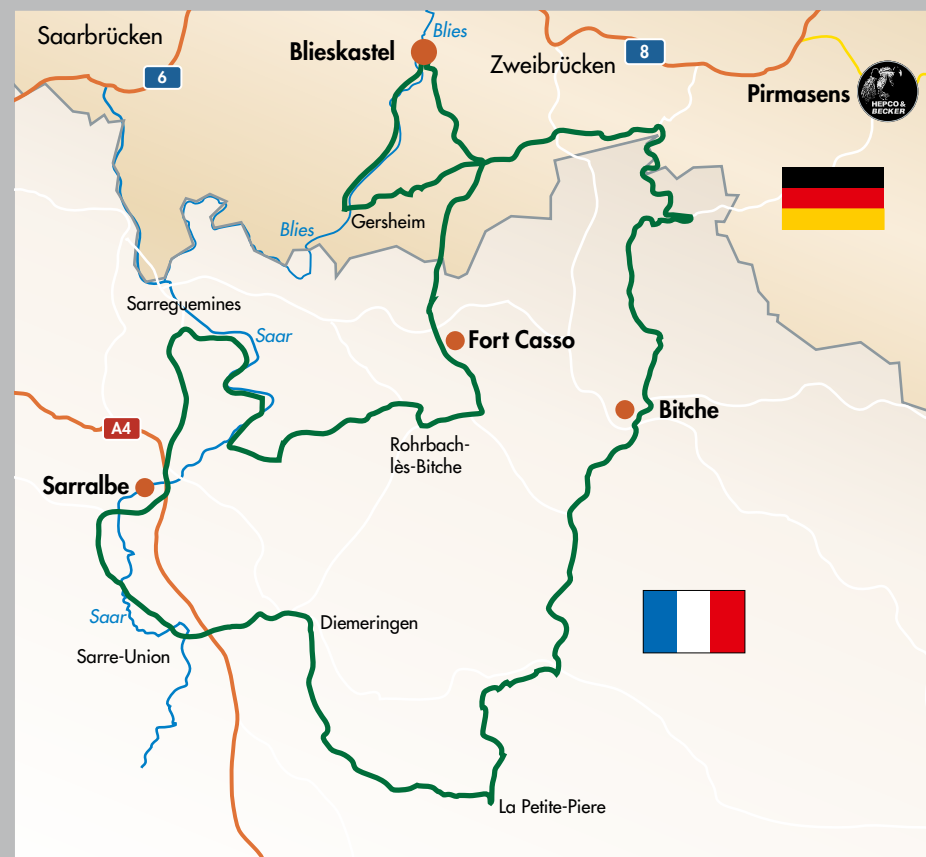 Saarbrücken
6
Blieskastel
Blies
Zweibrücken
8
Pirmasens
HEPCO &
BECKER
Blies
Gersheim
Sarreguemines
Saar
Fort Casso
A4
Rohrbach-
lès-Bitche
Bitche
Sarralbe
Saar
Sarre-Union
Diemeringen
La Petite-Piere